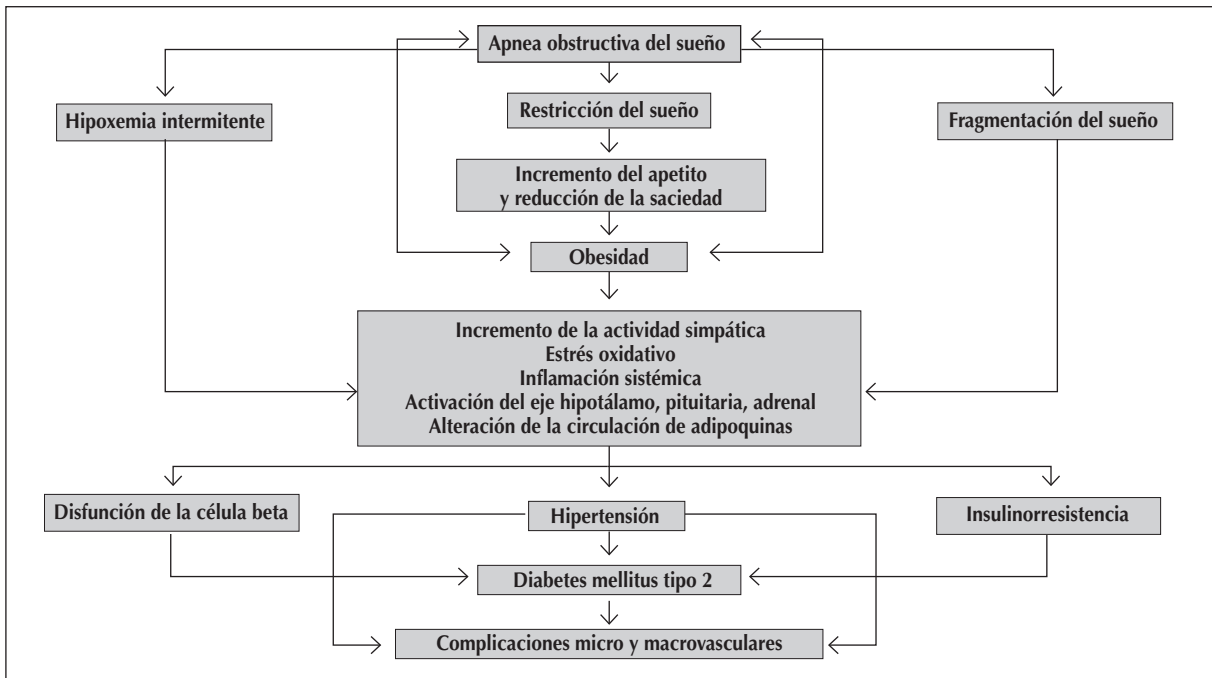 Apnea obstructiva del sueño
Hipoxemia intermitente
Restricción del sueño
Fragmentación del sueño
Incremento del apetito
y reducción de la saciedad
Obesidad
Incremento de la actividad simpática
Estrés oxidativo
Inflamación sistémica
Activación del eje hipotálamo, pituitaria, adrenal
Alteración de la circulación de adipoquinas
Disfunción de la célula beta
Hipertensión
Insulinorresistencia
Diabetes mellitus tipo 2
Complicaciones micro y macrovasculares